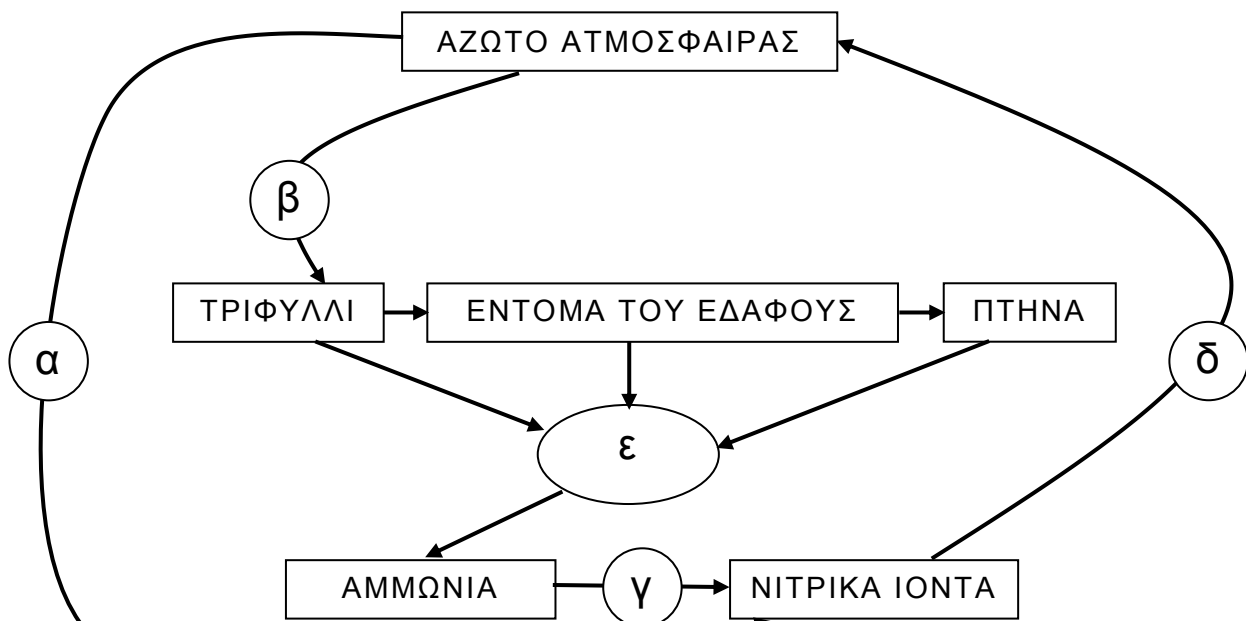 ΑΖΩΤΟ ΑΤΜΟΣΦΑΙΡΑΣ
β
ΤΡΙΦΥΛΛΙ
ΕΝΤΟΜΑ ΤΟΥ ΕΔΑΦΟΥΣ
ΠΤΗΝΑ
α
δ
ε
ΑΜΜΩΝΙΑ
γ
ΝΙΤΡΙΚΑ ΙΟΝΤΑ